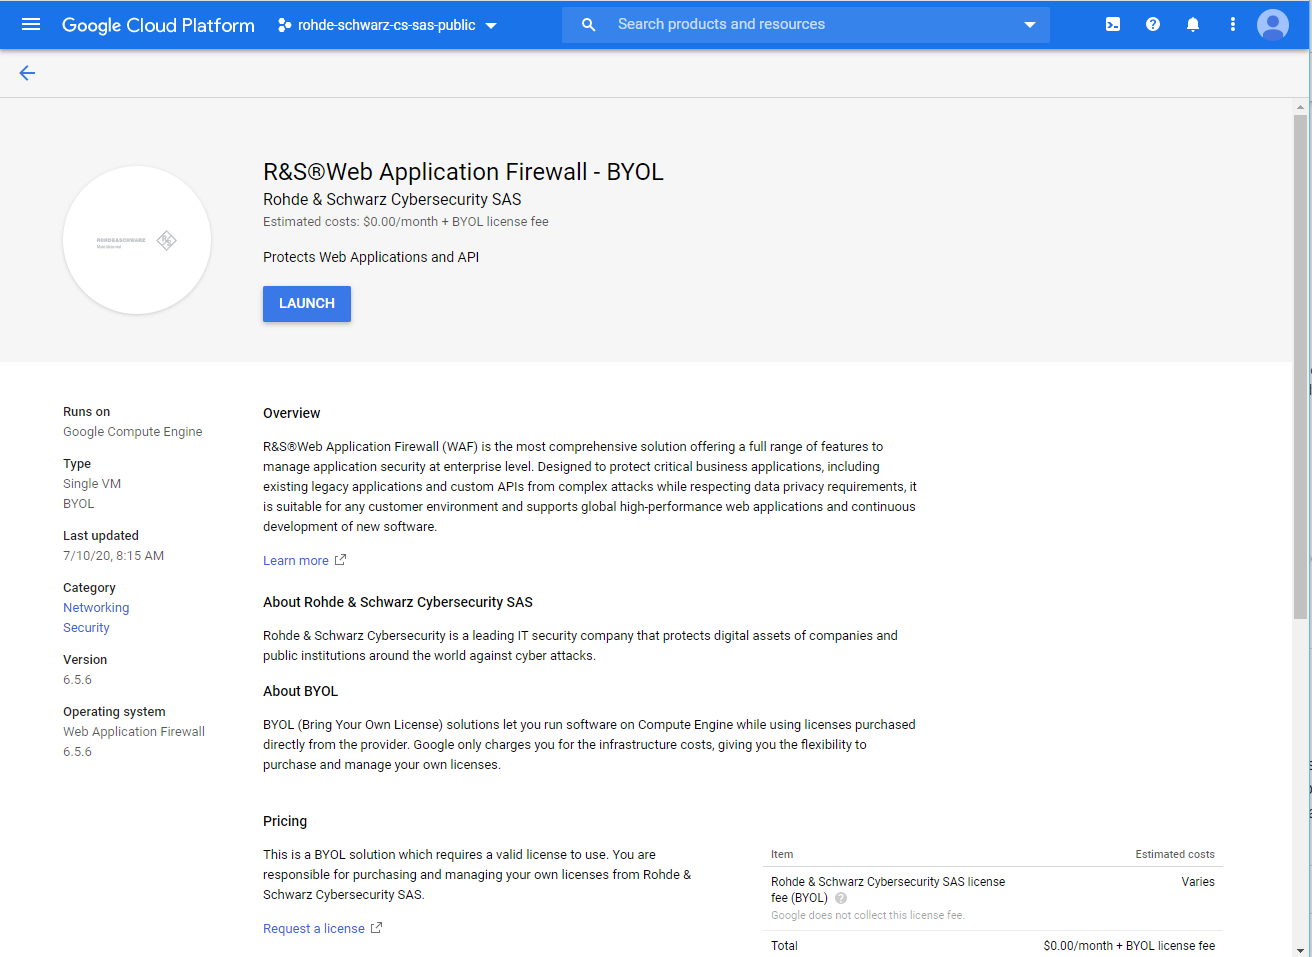 Google Cloud Platform
rohde-schwarz-cs-sas-public
Search products and resources
R&S®Web Application Firewall - BYOL
Rohde & Schwarz Cybersecurity SAS
Estimated costs: $0.00/month + BYOL license fee
Protects Web Applications and API
LAUNCH
ROHDE&SCHWARZ
R&S
Runs on
Google Compute Engine
Type
Single VM
BYOL
Last updated
7/10/20, 8:15 AM
Category
Networking
Security
Version
6.5.6
Operating system
Web Application Firewall
6.5.6
Overview
R&S®Web Application Firewall (WAF) is the most comprehensive solution offering a full range of features to
manage application security at enterprise level. Designed to protect critical business applications, including
existing legacy applications and custom APIs from complex attacks while respecting data privacy requirements, it
is suitable for any customer environment and supports global high-performance web applications and continuous
development of new software.
Learn more
About Rohde & Schwarz Cybersecurity SAS
Rohde & Schwarz Cybersecurity is a leading IT security company that protects digital assets of companies and
public institutions around the world against cyber attacks.
About BYOL
BYOL (Bring Your Own License) solutions let you run software on Compute Engine while using licenses purchased
directly from the provider. Google only charges you for the infrastructure costs, giving you the flexibility to
purchase and manage your own licenses.
Pricing
This is a BYOL solution which requires a valid license to use. You are
responsible for purchasing and managing your own licenses from Rohde &
Schwarz Cybersecurity SAS.
Request a license
Item Estimated costs
Rohde & Schwarz Cybersecurity SAS license Varies
fee (BYOL)
Google does not collect this license fee.
Total $0.00/month + BYOL license fee